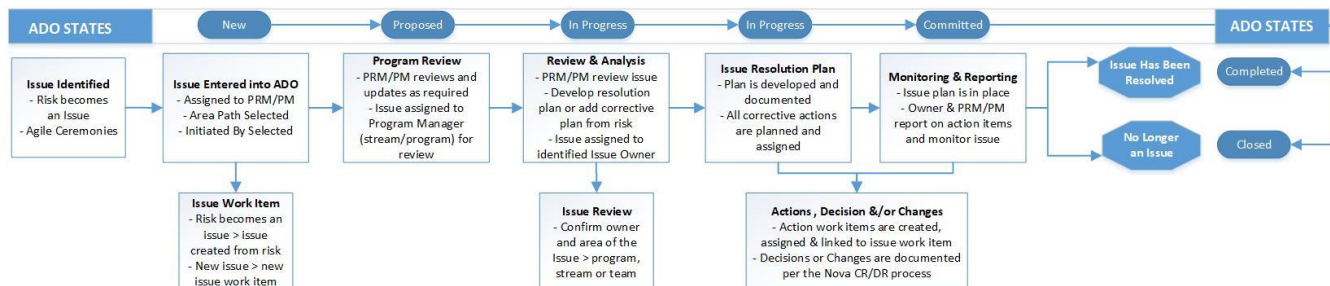 ADO STATES
New
Proposed
In Progress
In Progress
Committed
ADO STATES
Issue Identified
- Risk becomes
an Issue
- Agile Ceremonies
Issue Entered into ADO
- Assigned to PRM/PM
- Area Path Selected
- Initiated By Selected
Program Review
- PRM/PM reviews and
updates as required
- Issue assigned to
Program Manager
(stream/program) for
review
Review & Analysis
- PRM/PM review issue
- Develop resolution
plan or add corrective
plan from risk
- Issue assigned to
identified Issue Owner
Issue Resolution Plan
- Plan is developed and
documented
- All corrective actions
are planned and
assigned
Monitoring & Reporting
- Issue plan is in place
- Owner & PRM/PM
report on action items
and monitor issue
Issue Has Been
Resolved
Completed
No Longer
an Issue
Closed
Issue Work Item
- Risk becomes an
issue > issue
created from risk
- New issue > new
issue work item
Issue Review
- Confirm owner
and area of the
Issue > program,
stream or team
Actions , Decision &/or Changes
- Action work items are created,
assigned & linked to issue work item
- Decisions or Changes are documented
per the Nova CR/DR process